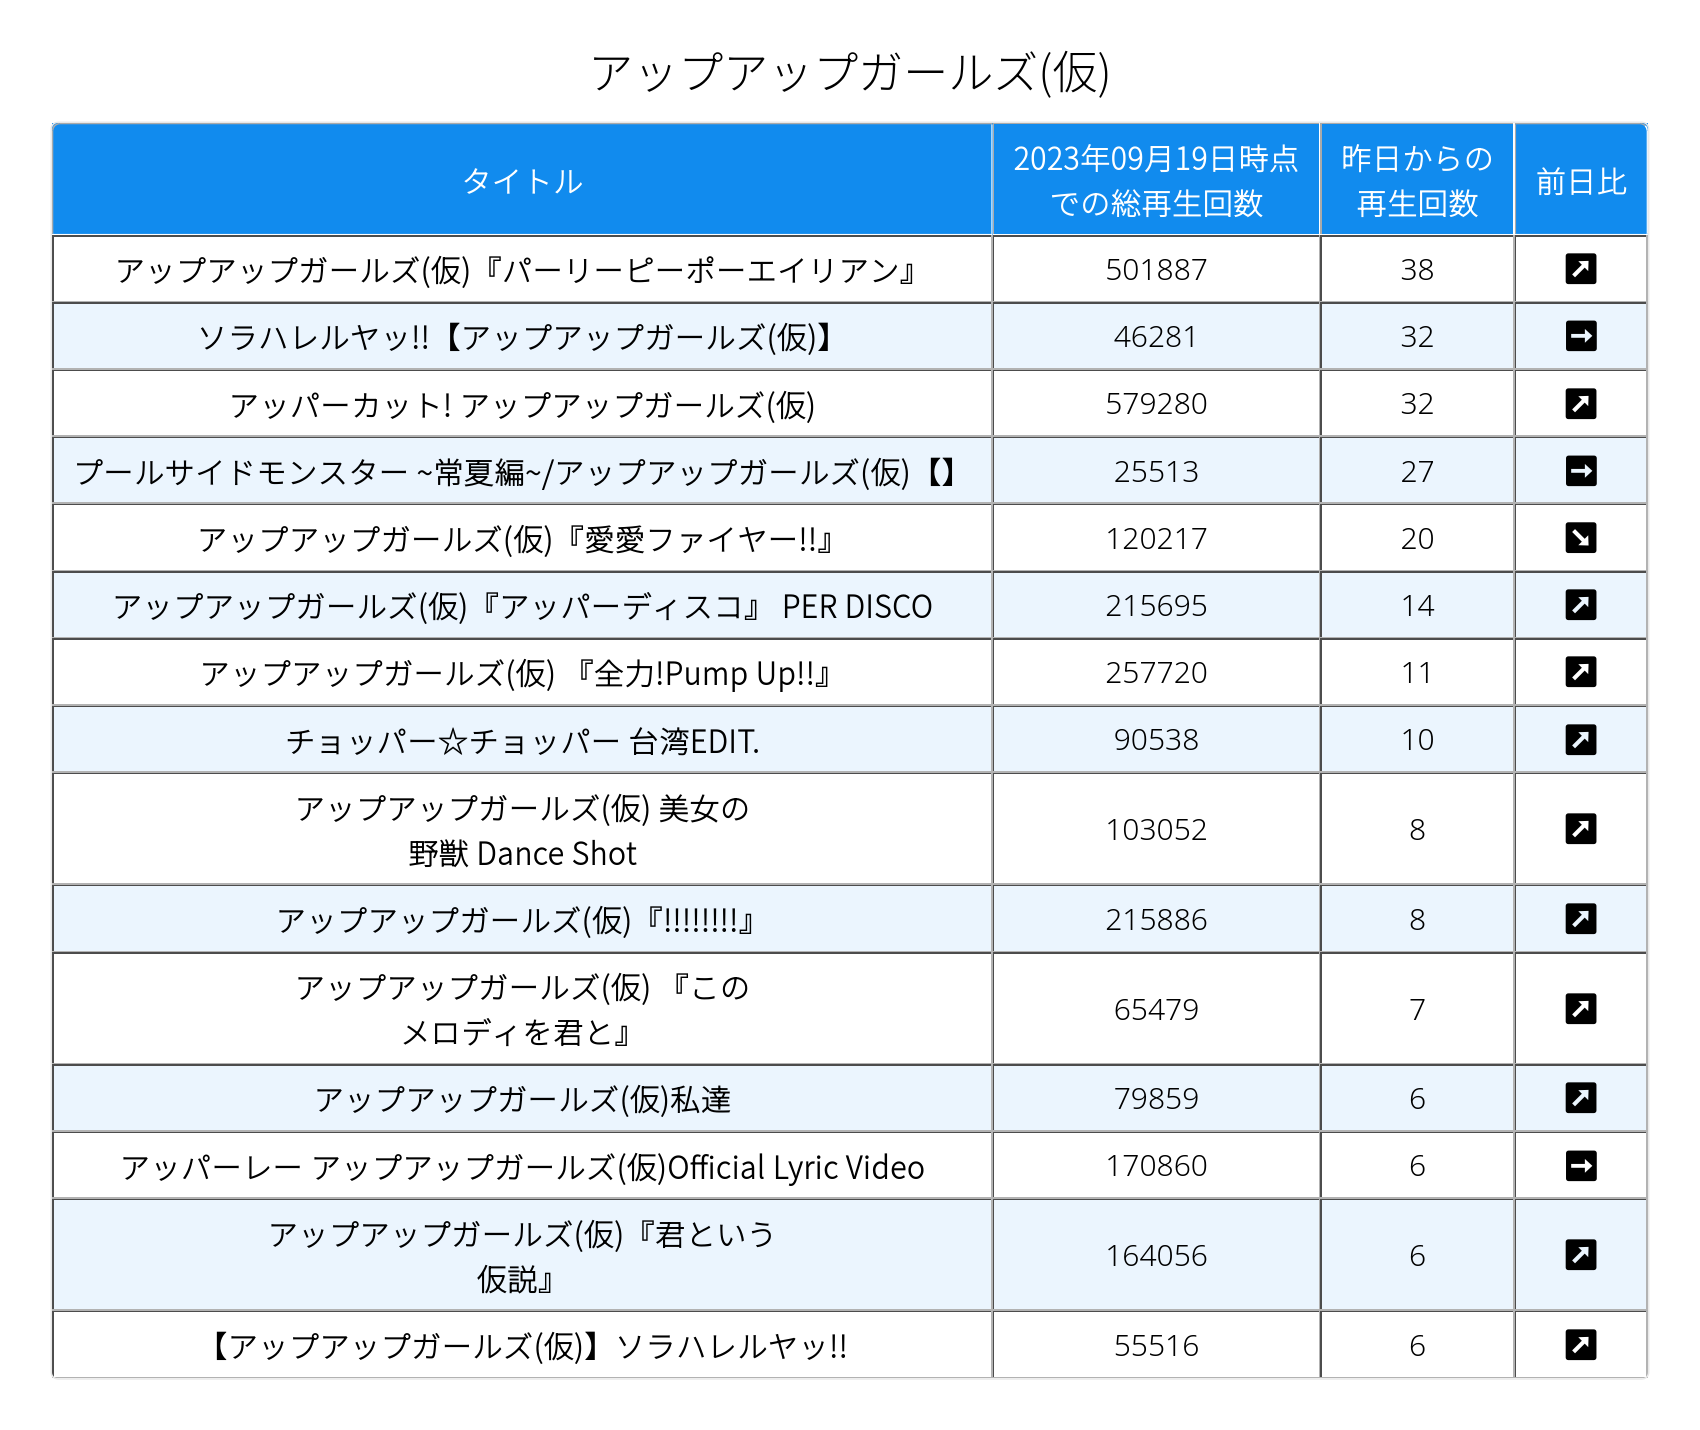 アップアップガールズ(仮)
タイトル
2023年09月19日時点
での総再生回数
昨日からの
再生回数
前日比
アップアップガールズ(仮)『パーリーピーポーエイリアン』 501887 38
ソラハレルヤッ!!【アップアップガールズ(仮)】 46281 32
アッパーカット! アップアップガールズ(仮) 579280 32
プールサイドモンスター ~常夏編~/アップアップガールズ(仮)【】 25513 27
アップアップガールズ(仮)『愛愛ファイヤー!!』 120217 20
アップアップガールズ(仮)『アッパーディスコ』 PER DISCO 215695 14
アップアップガールズ(仮) 『全力!Pump Up!!』 257720 11
チョッパー☆チョッパー 台湾EDIT. 90538 10
アップアップガールズ(仮) 美女の
野獣 Dance Shot 103052 8
アップアップガールズ(仮)『!!!!!!!!』 215886 8
アップアップガールズ(仮) 『この
メロディを君と』 65479 7
アップアップガールズ(仮)私達 79859 6
アッパーレー アップアップガールズ(仮)Official Lyric Video 170860 6
アップアップガールズ(仮)『君という
仮説』 164056 6
【アップアップガールズ(仮)】ソラハレルヤッ!! 55516 6